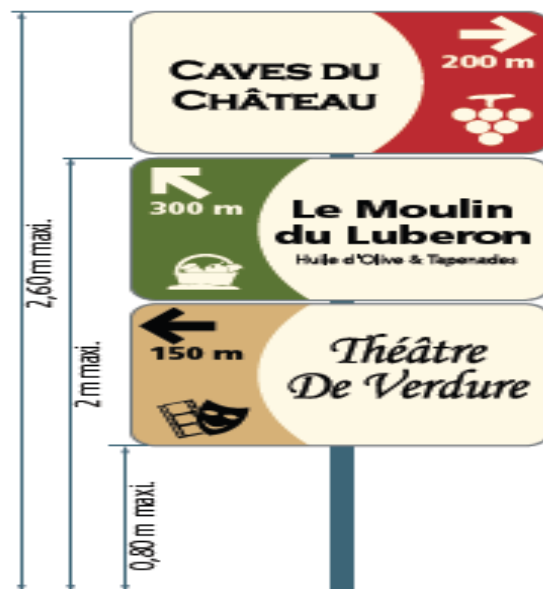 CAVES DU
CHÂTEAU
200 m
300 m
Le Moulin
du Luberon
Huile d'Olive & Tapenades
150 m
Théâtre
De Verdure
2,60 m maxi.
2 m maxi.
0,80 m maxi.